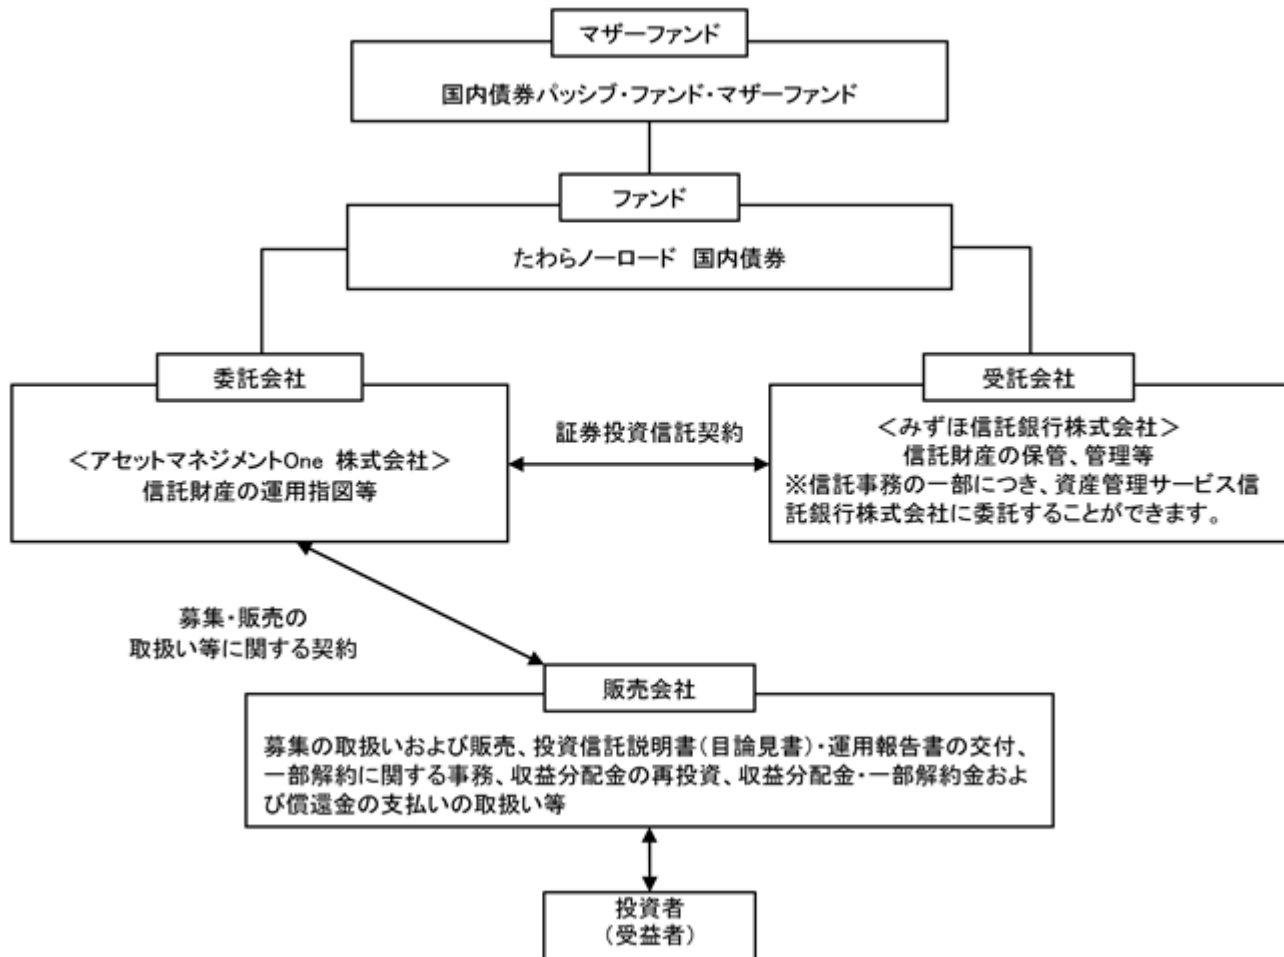 マザーファンド
国内債券パッシブ・ファンド・マザーファンド
ファンド
たわらノーロード 国内債券
委託会社
＜アセットマネジメントOne 株式会社＞
信託財産の運用指図等
証券投資信託契約
受託会社
＜みずほ信託銀行株式会社＞
信託財産の保管、管理等
※信託事務の一部につき、資産管理サービス信
託銀行株式会社に委託することができます。
募集・販売の
取扱い等に関する契約
販売会社
募集の取扱いおよび販売、投資信託説明書（目論見書）・運用報告書の交付、
一部解約に関する事務、収益分配金の再投資、収益分配金・一部解約金およ
び償還金の支払いの取扱い等
投資者
（受益者）